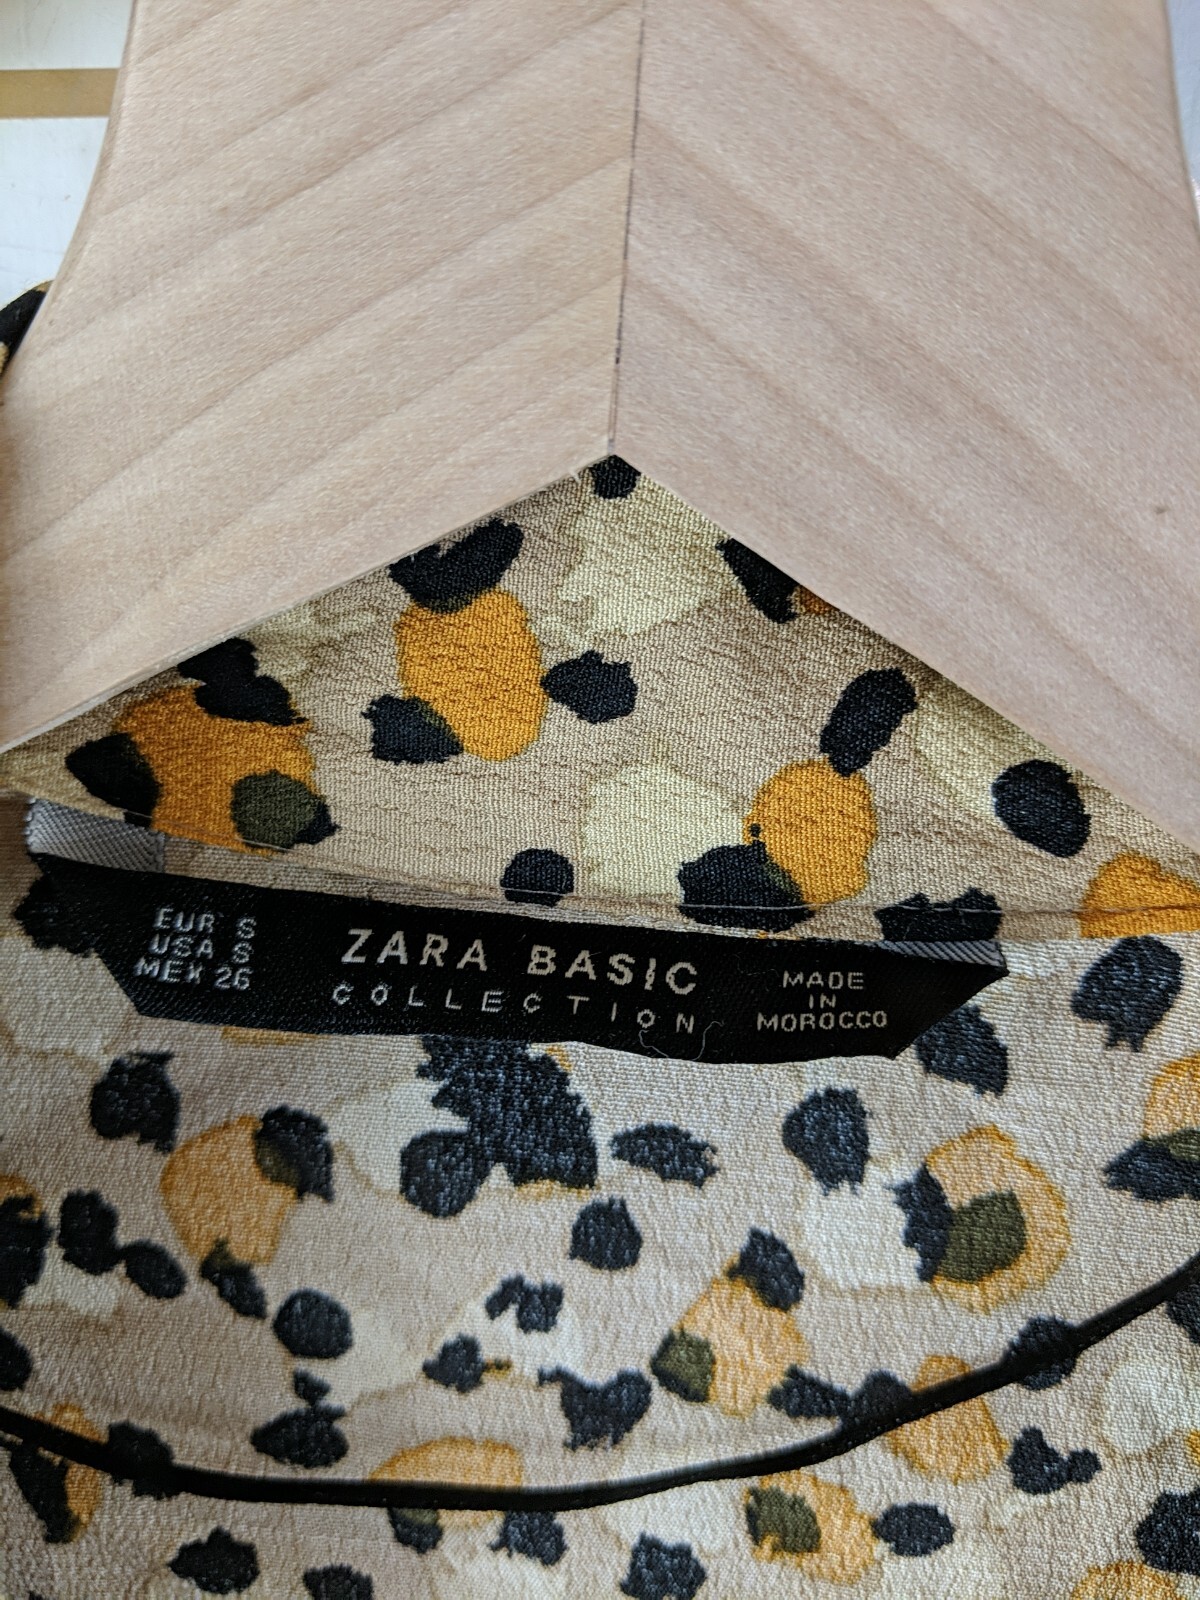 EUR S
USA S
MEX 26
ZARA BASIC
COLLECTION
MADE
IN
MOROCCO